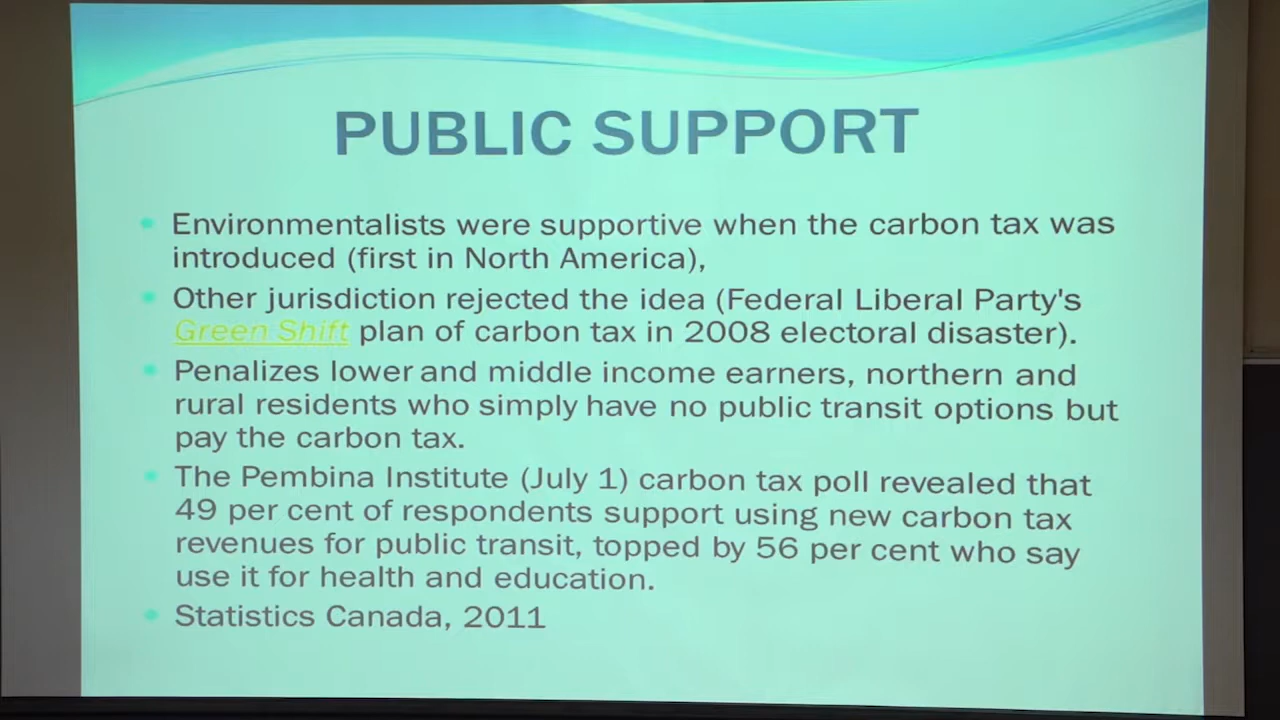 PUBLIC SUPPORT
Environmentalists were supportive when the carbon tax was
introduced (first in North America),
Other jurisdiction rejected the idea (Federal Liberal Party's
Green Shift plan of carbon tax in 2008 electoral disaster).
Penalizes lower and middle income earners, northern and
rural residents who simply have no public transit options but
pay the carbon tax.
The Pembina Institute (July 1) carbon tax poll revealed that
49 per cent of respondents support using new carbon tax
revenues for public transit, topped by 56 per cent who say
use it for health and education.
Statistics Canada, 2011